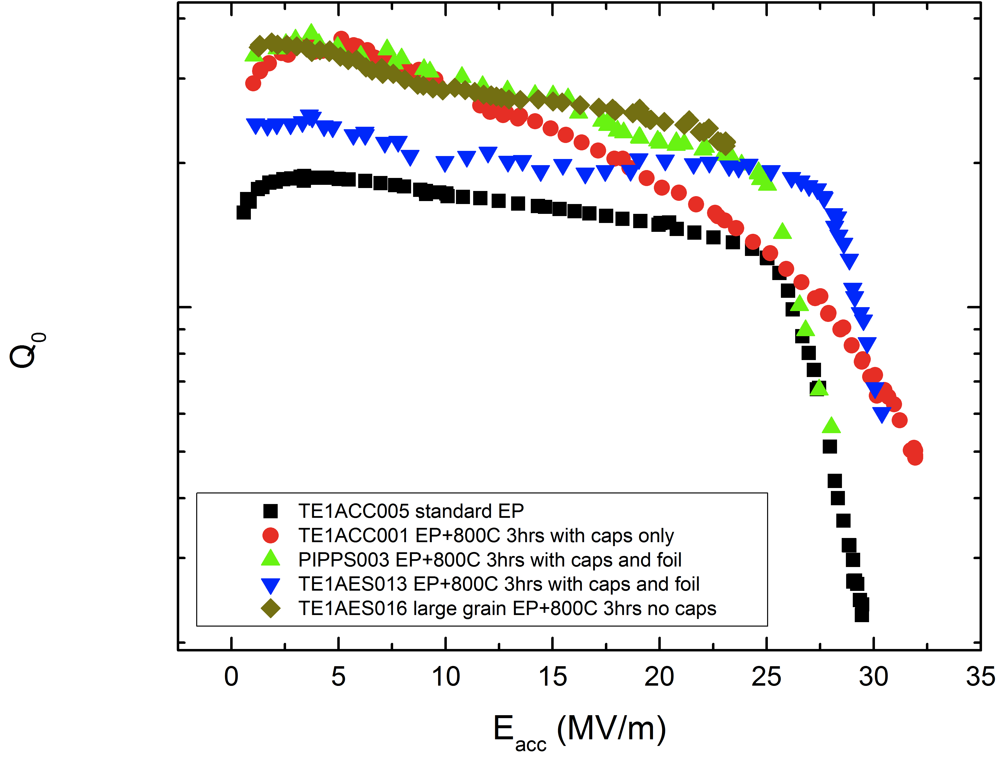 Q0
TE1ACC005 standard EP
TE1ACC001 EP+800C 3hrs with caps only
PIPPS003 EP+800C 3hrs with caps and foil
TE1AES013 EP+800C 3hrs with caps and foil
TE1AES016 large grain EP+800C 3hrs no caps
0 5 10 15 20 25 30 35
Eacc (MV/m)